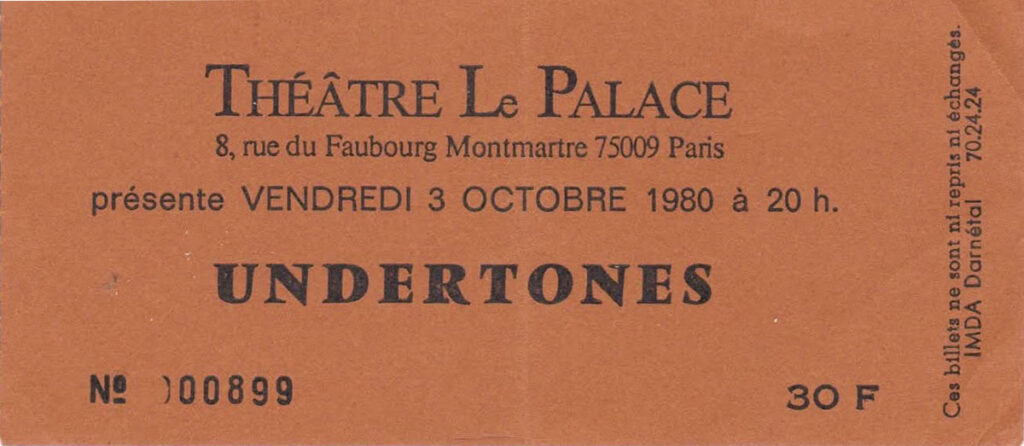 THÉÂTRE LE PALACE
8, rue du Faubourg Montmartre 75009 Paris
présente VENDREDI 3 OCTOBRE 1980 à 20 h.
UNDERTONES
Nº 000899
30 F
Ces billets ne sont ni repris ni échangés.
IMDA Darnétal 70.24.24